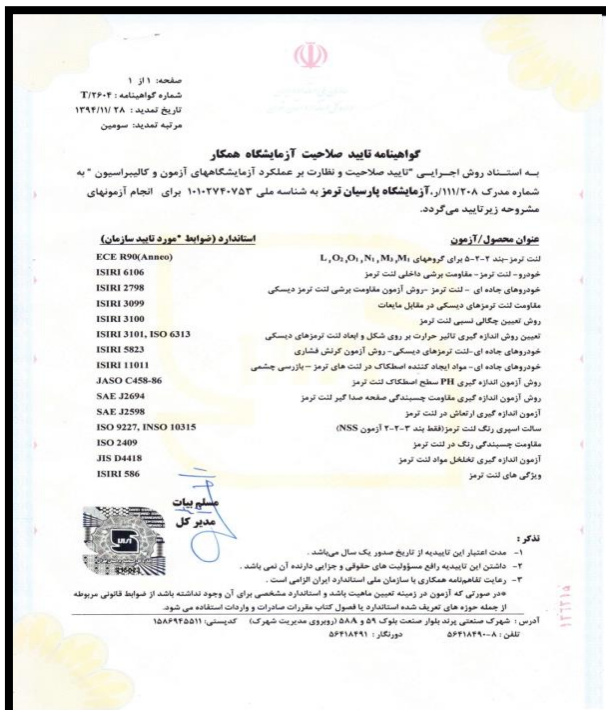 صفحه: ۱ از ۱
شماره گواهینامه : T/۲۶۰۴
تاریخ تمدید : ۱۳۹۴/۱۱/ ۲۸
مرتبه تمدید: سومین
گواهینامه تایید صلاحیت آزمایشگاه همکار
به استناد روش اجرایی "تایید صلاحیت و نظارت بر عملکرد آزمایشگاههای آزمون و کالیبراسیون " به
شماره مدرک ۱۱۱/۲۰۸/ر،آزمایشگاه پارسیان ترمز به شناسه ملی ۱۰۱۰۲۷۴۰۷۵۳ برای انجام آزمونهای
مشروحه زیرتایید می گردد.
عنوان محصول/آزمون استاندارد (ضوابط *مورد تایید سازمان)
لنت ترمز-بند ۲-۲-۵ برای گروههای L , O₂, O₁ , N₁ , M₂ M₁ ECE R90(Anneo)
خودرو- لنت ترمز- مقاومت برشی داخلی لنت ترمز ISIRI 6106
خودروهای جاده ای - لنت ترمز -روش آزمون مقاومت برشی لنت ترمز دیسکی ISIRI 2798
مقاومت لنت ترمزهای دیسکی در مقابل مایعات ISIRI 3099
روش تعیین چگالی نسبی لنت ترمز ISIRI 3100
تعیین روش اندازه گیری تاثیر حرارت بر روی شکل و ابعاد لنت ترمزهای دیسکی ISIRI 3101, ISO 6313
خودروهای جاده ای-لنت ترمزهای دیسکی- روش آزمون کرنش فشاری ISIRI 5823
خودروهای جاده ای- مواد ایجاد کننده اصطکاک در لنت های ترمز – بازرسی چشمی ISIRI 11011
روش آزمون اندازه گیری PH سطح اصطکاک لنت ترمز JASO C458-86
روش آزمون اندازه گیری مقاومت چسبندگی صفحه صدا گیر لنت ترمز SAE J2694
آزمون اندازه گیری ارتعاش در لنت ترمز SAE J2598
سالت اسپری رنگ لنت ترمز(فقط بند ۳-۲-۲ آزمون NSS) ISO 9227, INSO 10315
مقاومت چسبندگی رنگ در لنت ترمز ISO 2409
آزمون اندازه گیری تخلخل مواد لنت ترمز JIS D4418
ویژگی های لنت ترمز ISIRI 586
مسلم بیات
مدیر کل
تذکر :
۱- مدت اعتبار این تاییدیه از تاریخ صدور یک سال می‌باشد .
۲- داشتن این تاییدیه رافع مسؤولیت های حقوقی و جزایی دارنده آن نمی باشد .
۳- رعایت تفاهم‌نامه همکاری با سازمان ملی استاندارد ایران الزامی است .
*در صورتی که آزمون در زمینه تعیین ماهیت باشد و استاندارد مشخصی برای آن وجود نداشته باشد از ضوابط قانونی مربوطه
از جمله حوزه های تعریف شده استاندارد یا فصول کتاب مقررات صادرات و واردات استفاده می شود.
آدرس : شهرک صنعتی پرند بلوار صنعت بلوک ۵۹ و ۵۸A (روبروی مدیریت شهرک) کدپستی: ۱۵۸۶۹۴۵۵۱۱
تلفن : ۸-۵۶۴۱۸۴۹۰ دورنگار : ۵۶۴۱۸۴۹۱